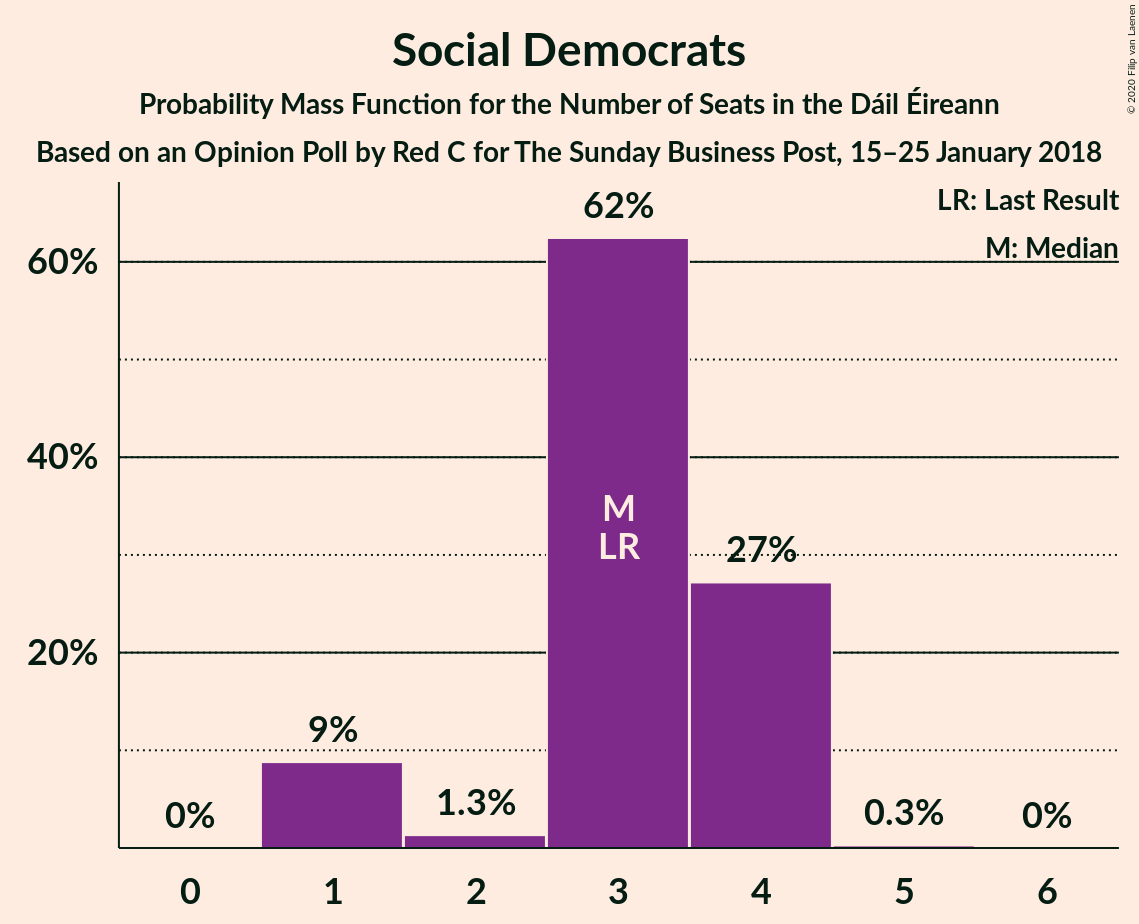 Social Democrats
Probability Mass Function for the Number of Seats in the Dáil Éireann
Based on an Opinion Poll by Red C for The Sunday Business Post, 15–25 January 2018
© 2020 Filip van Laenen
LR: Last Result
M: Median
60%
40%
20%
0%
9%
1.3%
62%
M
LR
27%
0.3%
0%
0
1
2
3
4
5
6